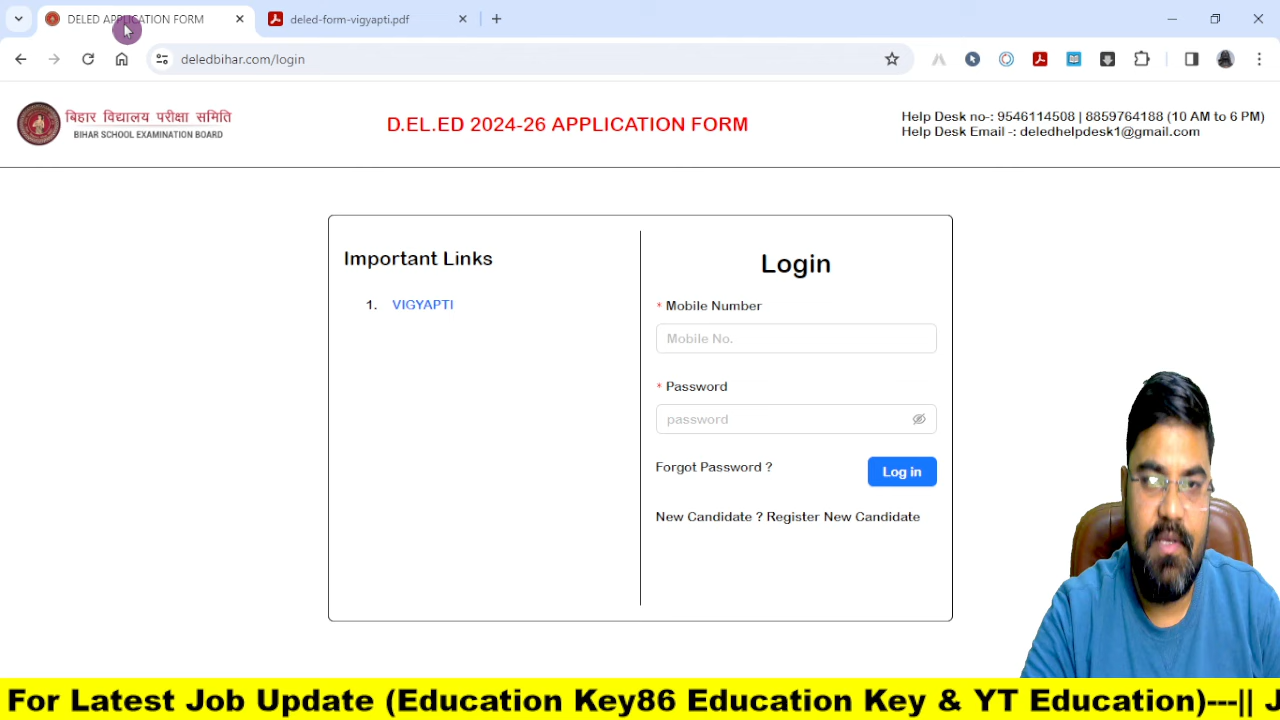 DELED APPLICATION FORM
deled-form-vigyapti.pdf
deledbihar.com/login
बिहार विद्यालय परीक्षा समिति
BIHAR SCHOOL EXAMINATION BOARD
D.EL.ED 2024-26 APPLICATION FORM
Help Desk no-: 9546114508 | 8859764188 (10 AM to 6 PM)
Help Desk Email -: deledhelpdesk1@gmail.com
Important Links
1. VIGYAPTI
Login
* Mobile Number
Mobile No.
* Password
password
Forgot Password ?
Log in
New Candidate ? Register New Candidate
For Latest Job Update (Education Key86 Education Key & YT Education)---|| J